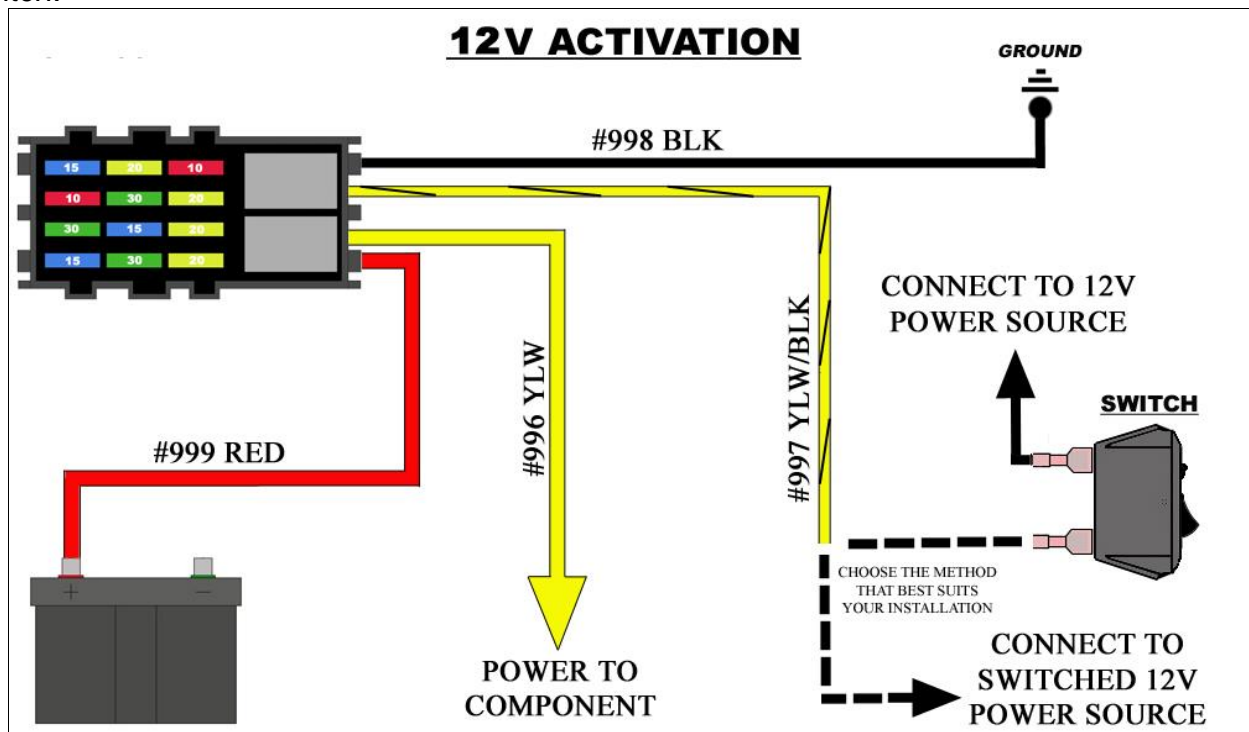 12V ACTIVATION
GROUND
#998 BLK
15 20 10
10 30 20
30 15 20
15 30 20
CONNECT TO 12V
POWER SOURCE
SWITCH
#999 RED
#996 YLW
#997 YLW/BLK
+ −
CHOOSE THE METHOD
THAT BEST SUITS
YOUR INSTALLATION
POWER TO
COMPONENT
CONNECT TO
SWITCHED 12V
POWER SOURCE